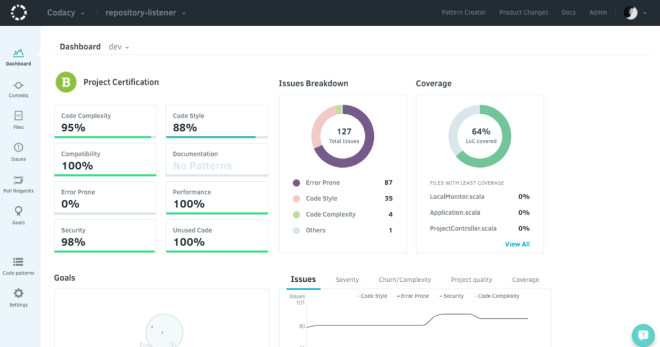 Codacy / repository-listener
Pattern Creator Product Changes Docs Admin
Dashboard dev
Dashboard
Commits
Files
Issues
Pull Requests
Goals
Code patterns
Settings
B Project Certification
Code Complexity
95%
Code Style
88%
Compatibility
100%
Documentation
No Patterns
Error Prone
0%
Performance
100%
Security
98%
Unused Code
100%
Issues Breakdown
127
Total Issues
Error Prone 87
Code Style 35
Code Complexity 4
Others 1
Coverage
64%
LoC covered
FILES WITH LEAST COVERAGE
LocalMonitor.scala 0%
Application.scala 0%
ProjectController.scala 0%
View All
Goals
Issues Severity Churn/Complexity Project quality Coverage
Issues
101
80
Code Style Error Prone Security Code Complexity